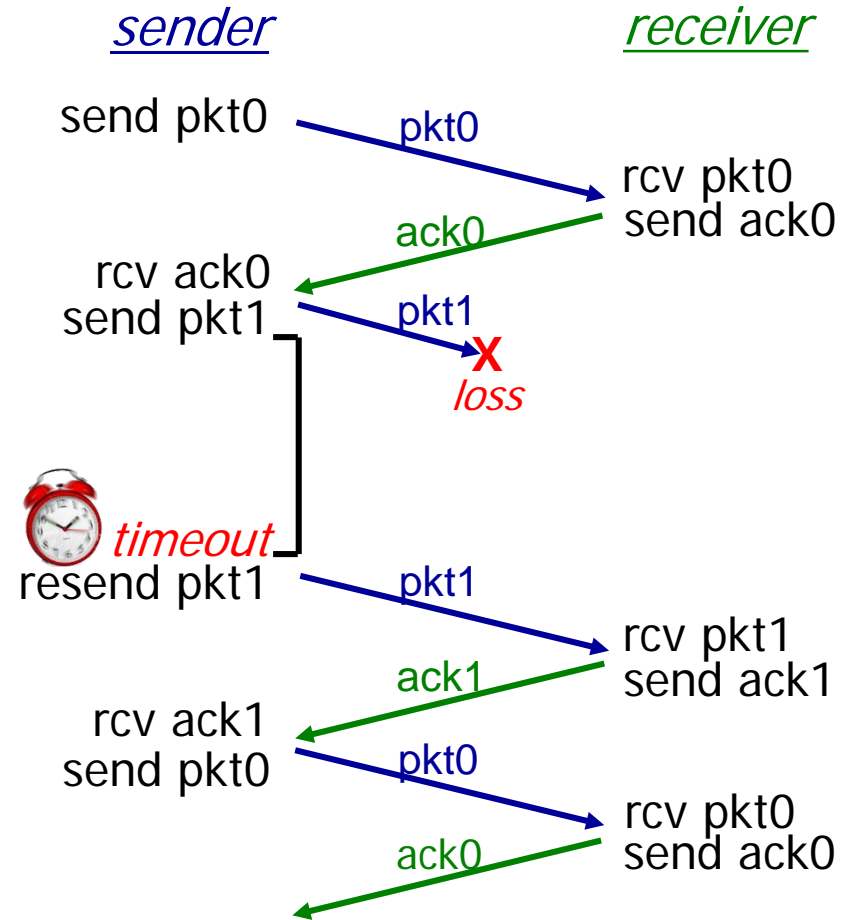 sender
receiver
send pkt0
pkt0
rcv pkt0
send ack0
ack0
rcv ack0
send pkt1
pkt1
X
loss
timeout
resend pkt1
pkt1
rcv pkt1
send ack1
ack1
rcv ack1
send pkt0
pkt0
rcv pkt0
send ack0
ack0